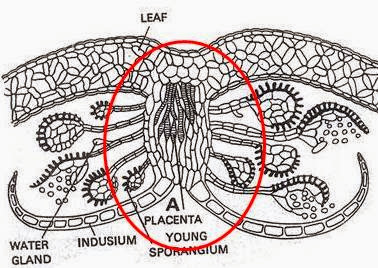 LEAF
A
PLACENTA
WATER
GLAND
INDUSIUM
YOUNG
SPORANGIUM